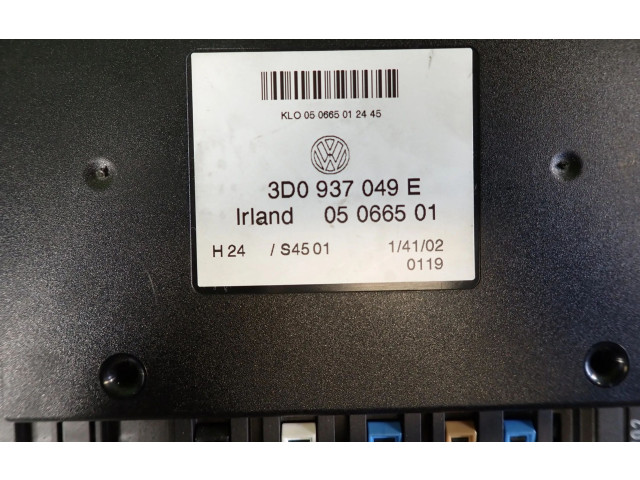 KLO 05 0665 01 24 45
VW
3D0 937 049 E
Irland 05 0665 01
H 24 / S45 01 1/41/02
0119